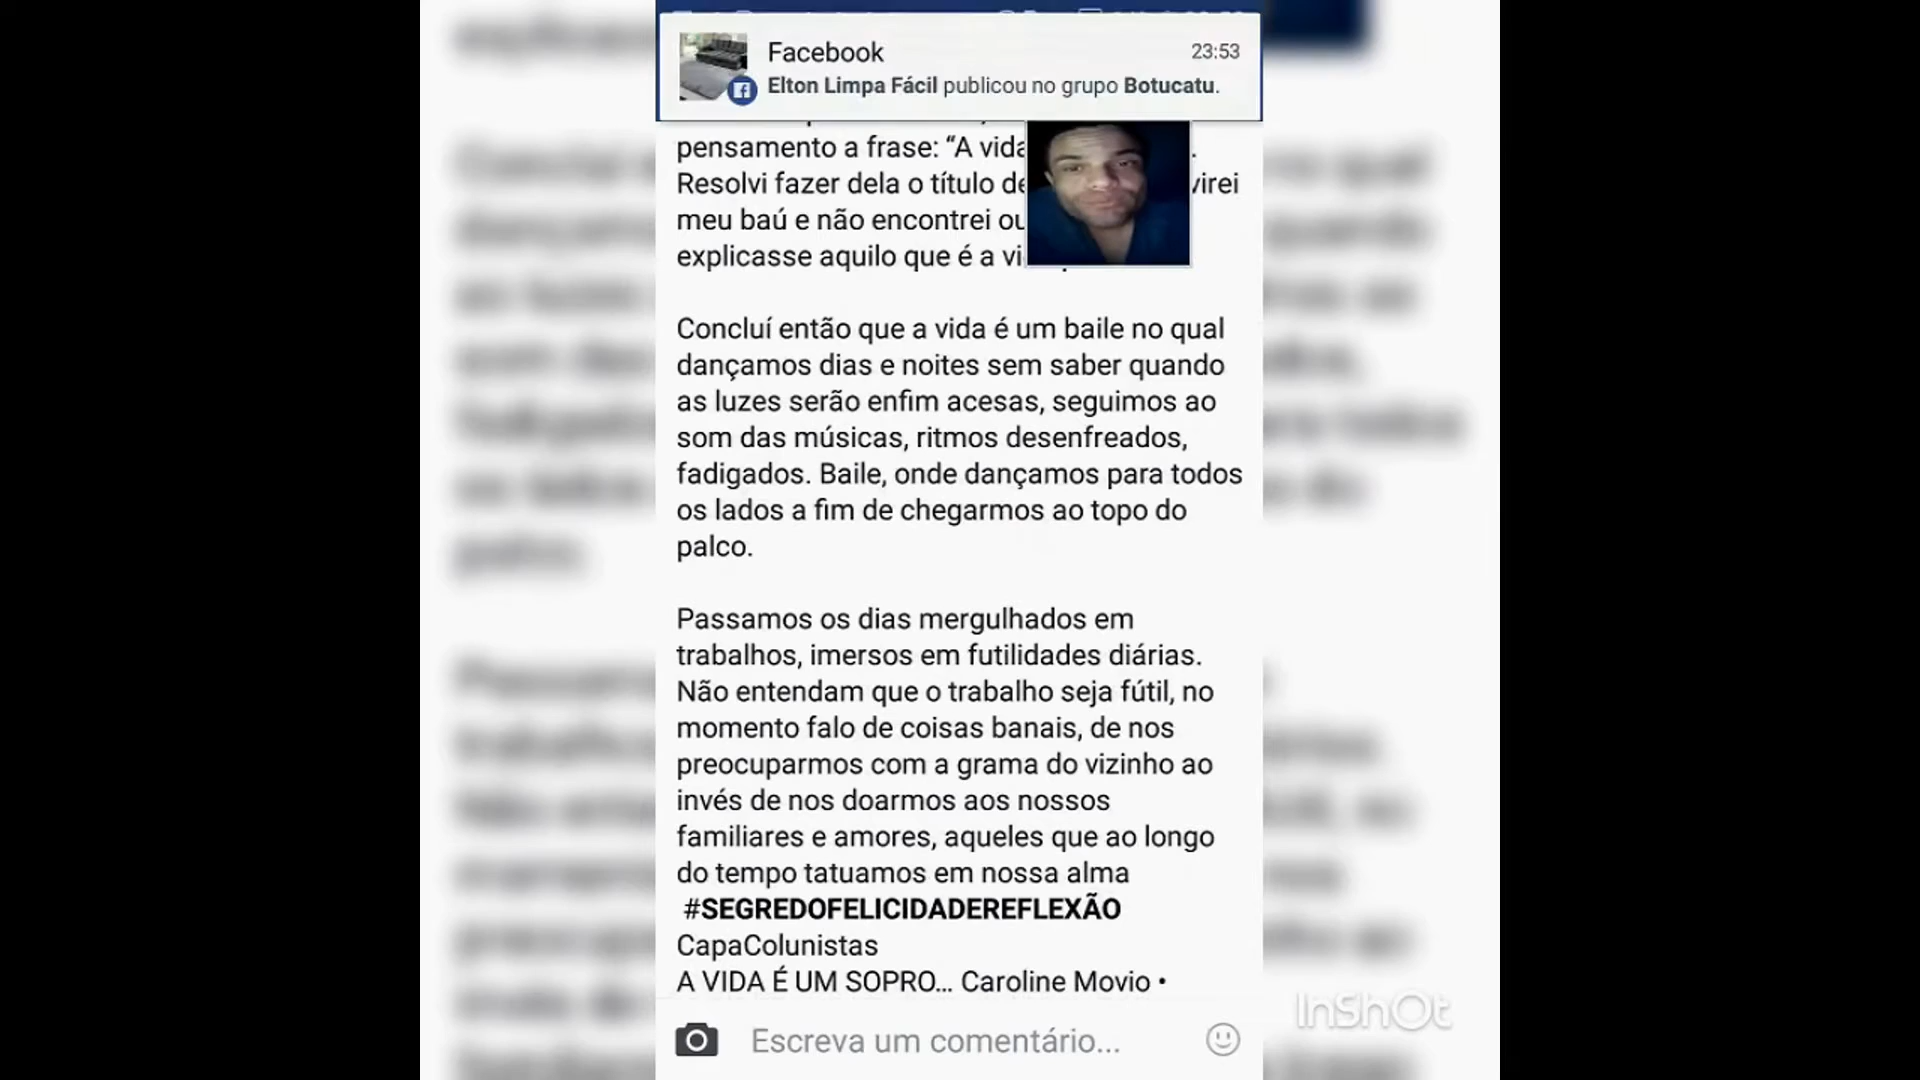 Facebook 23:53
Elton Limpa Fácil publicou no grupo Botucatu.
pensamento a frase: “A vida
Resolvi fazer dela o título de virei
meu baú e não encontrei
explicasse aquilo que é a
Concluí então que a vida é um baile no qual
dançamos dias e noites sem saber quando
as luzes serão enfim acesas, seguimos ao
som das músicas, ritmos desenfreados,
fadigados. Baile, onde dançamos para todos
os lados a fim de chegarmos ao topo do
palco.
Passamos os dias mergulhados em
trabalhos, imersos em futilidades diárias.
Não entendam que o trabalho seja fútil, no
momento falo de coisas banais, de nos
preocuparmos com a grama do vizinho ao
invés de nos doarmos aos nossos
familiares e amores, aqueles que ao longo
do tempo tatuamos em nossa alma
#SEGREDOFELICIDADEREFLEXÃO
CapaColunistas
A VIDA É UM SOPRO... Caroline Movio •
Escreva um comentário...
InShOt